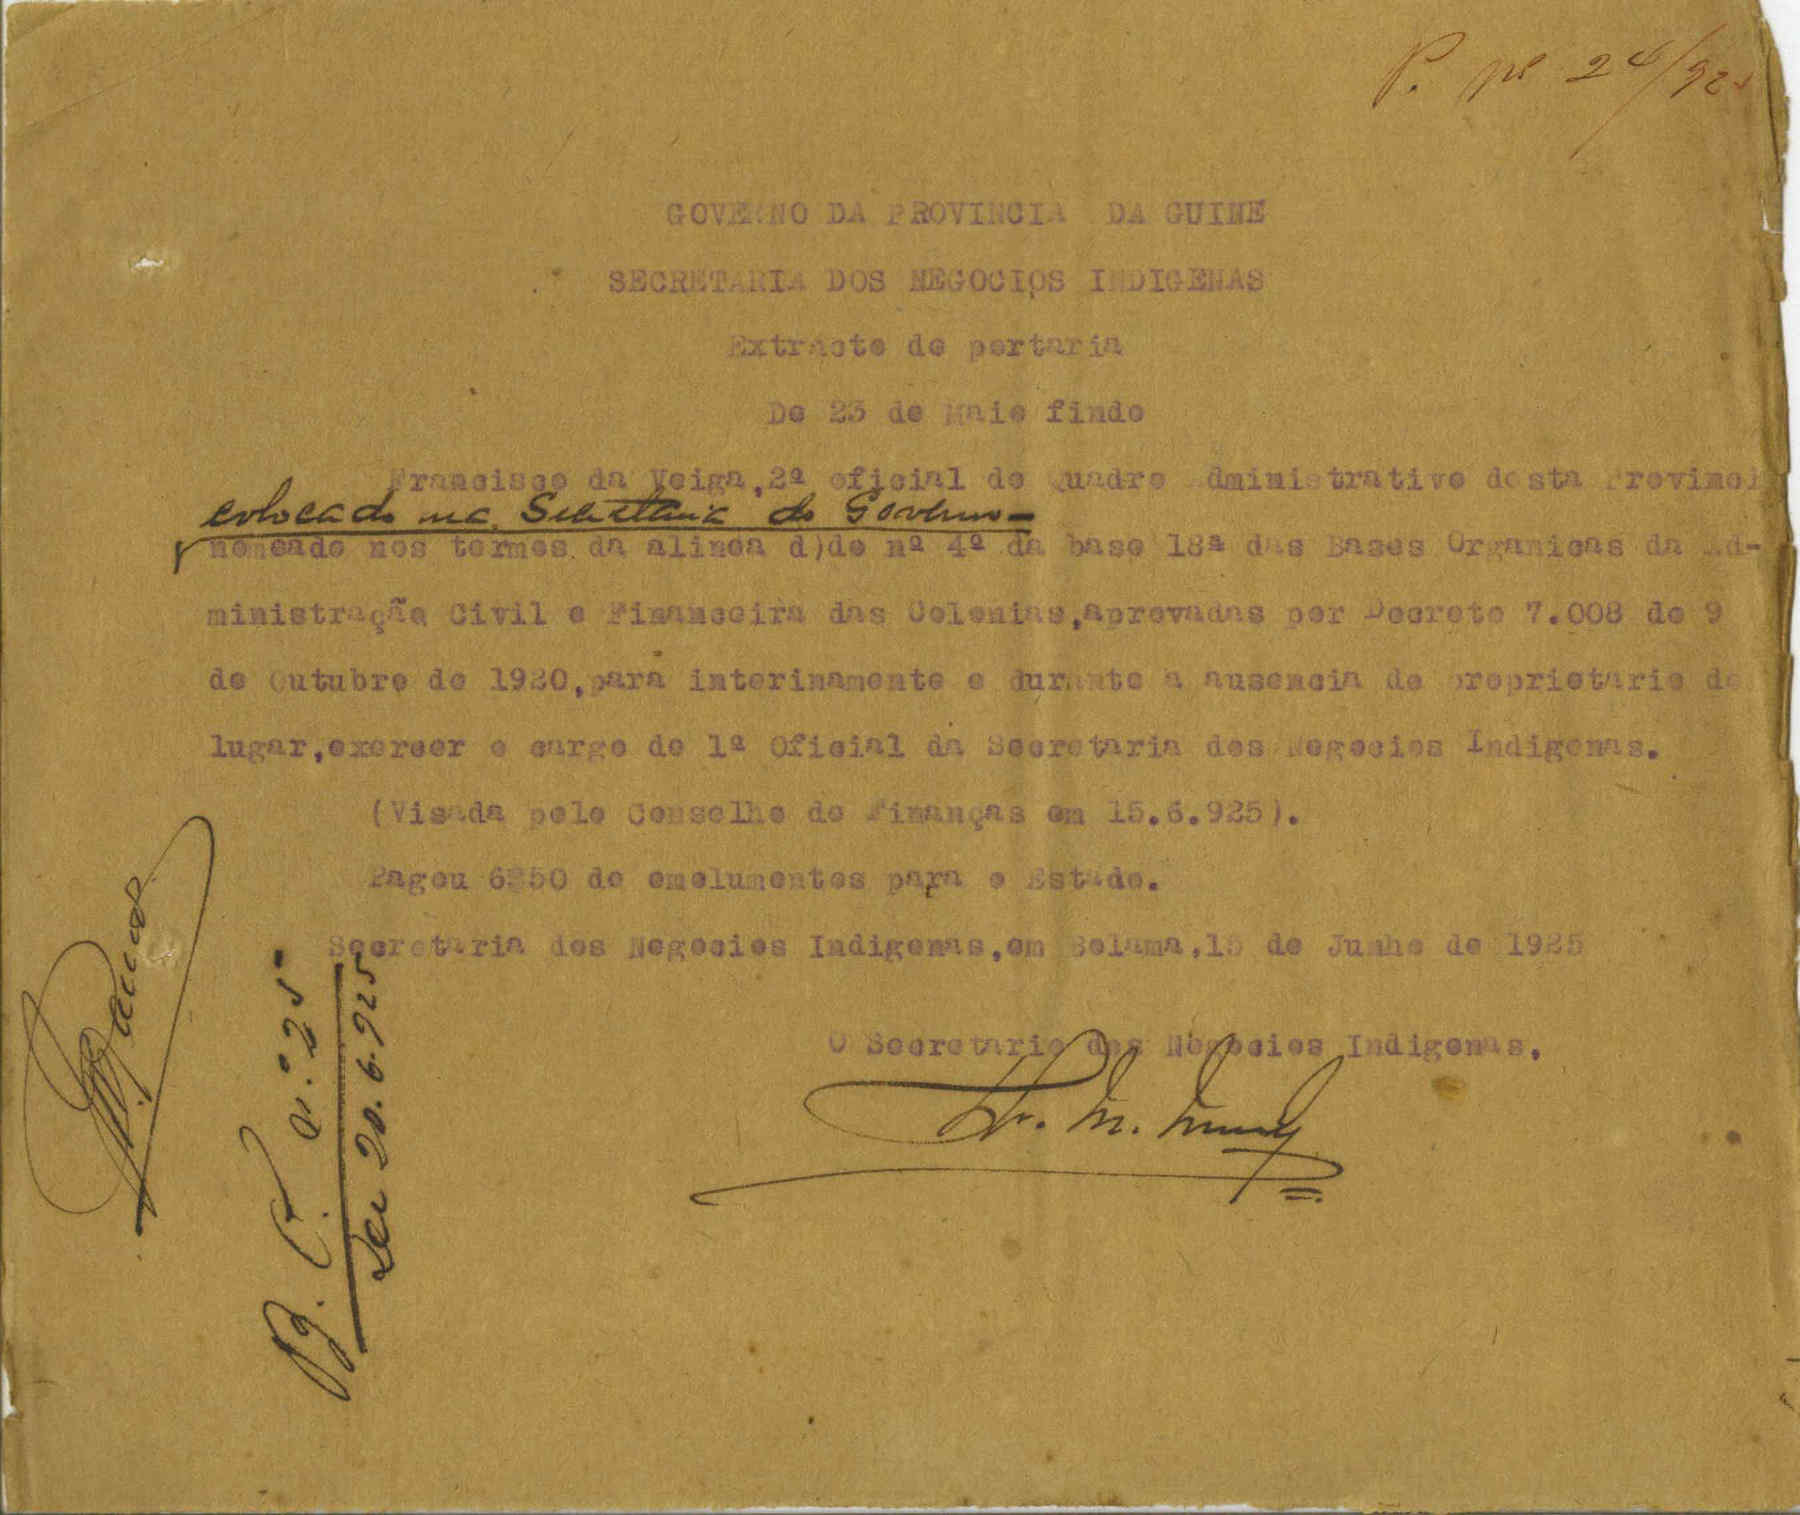 P. nº 24/925
GOVERNO DA PROVINCIA DA GUINE
SECRETARIA DOS NEGOCIOS INDIGENAS
Extracto de portaria
De 23 de Maio findo
Francisco da Veiga,2º oficial do Quadro Administrativo desta Provinci
colocado na Secretaria do Governo-
nomeado nos termos da alinea d)do nº 4º da base 18ª das Bases Organicas da Ad-
ministração Civil e Financeira das Colonias,aprovadas por Decreto 7.008 de 9
de Outubro de 1920,para interinamente e durante a ausencia do proprietario do
lugar,exercer o cargo de 1º Oficial da Secretaria dos Negocios Indigenas.
(Visada pelo Conselho de Finanças em 15.6.925).
Pagou 6$50 de emolumentos para o Estado.
Secretaria dos Negocios Indigenas,em Bolama,15 de Junho de 1925
O Secretario dos Negocios Indigenas,
B. O. nº 25
20.6.925